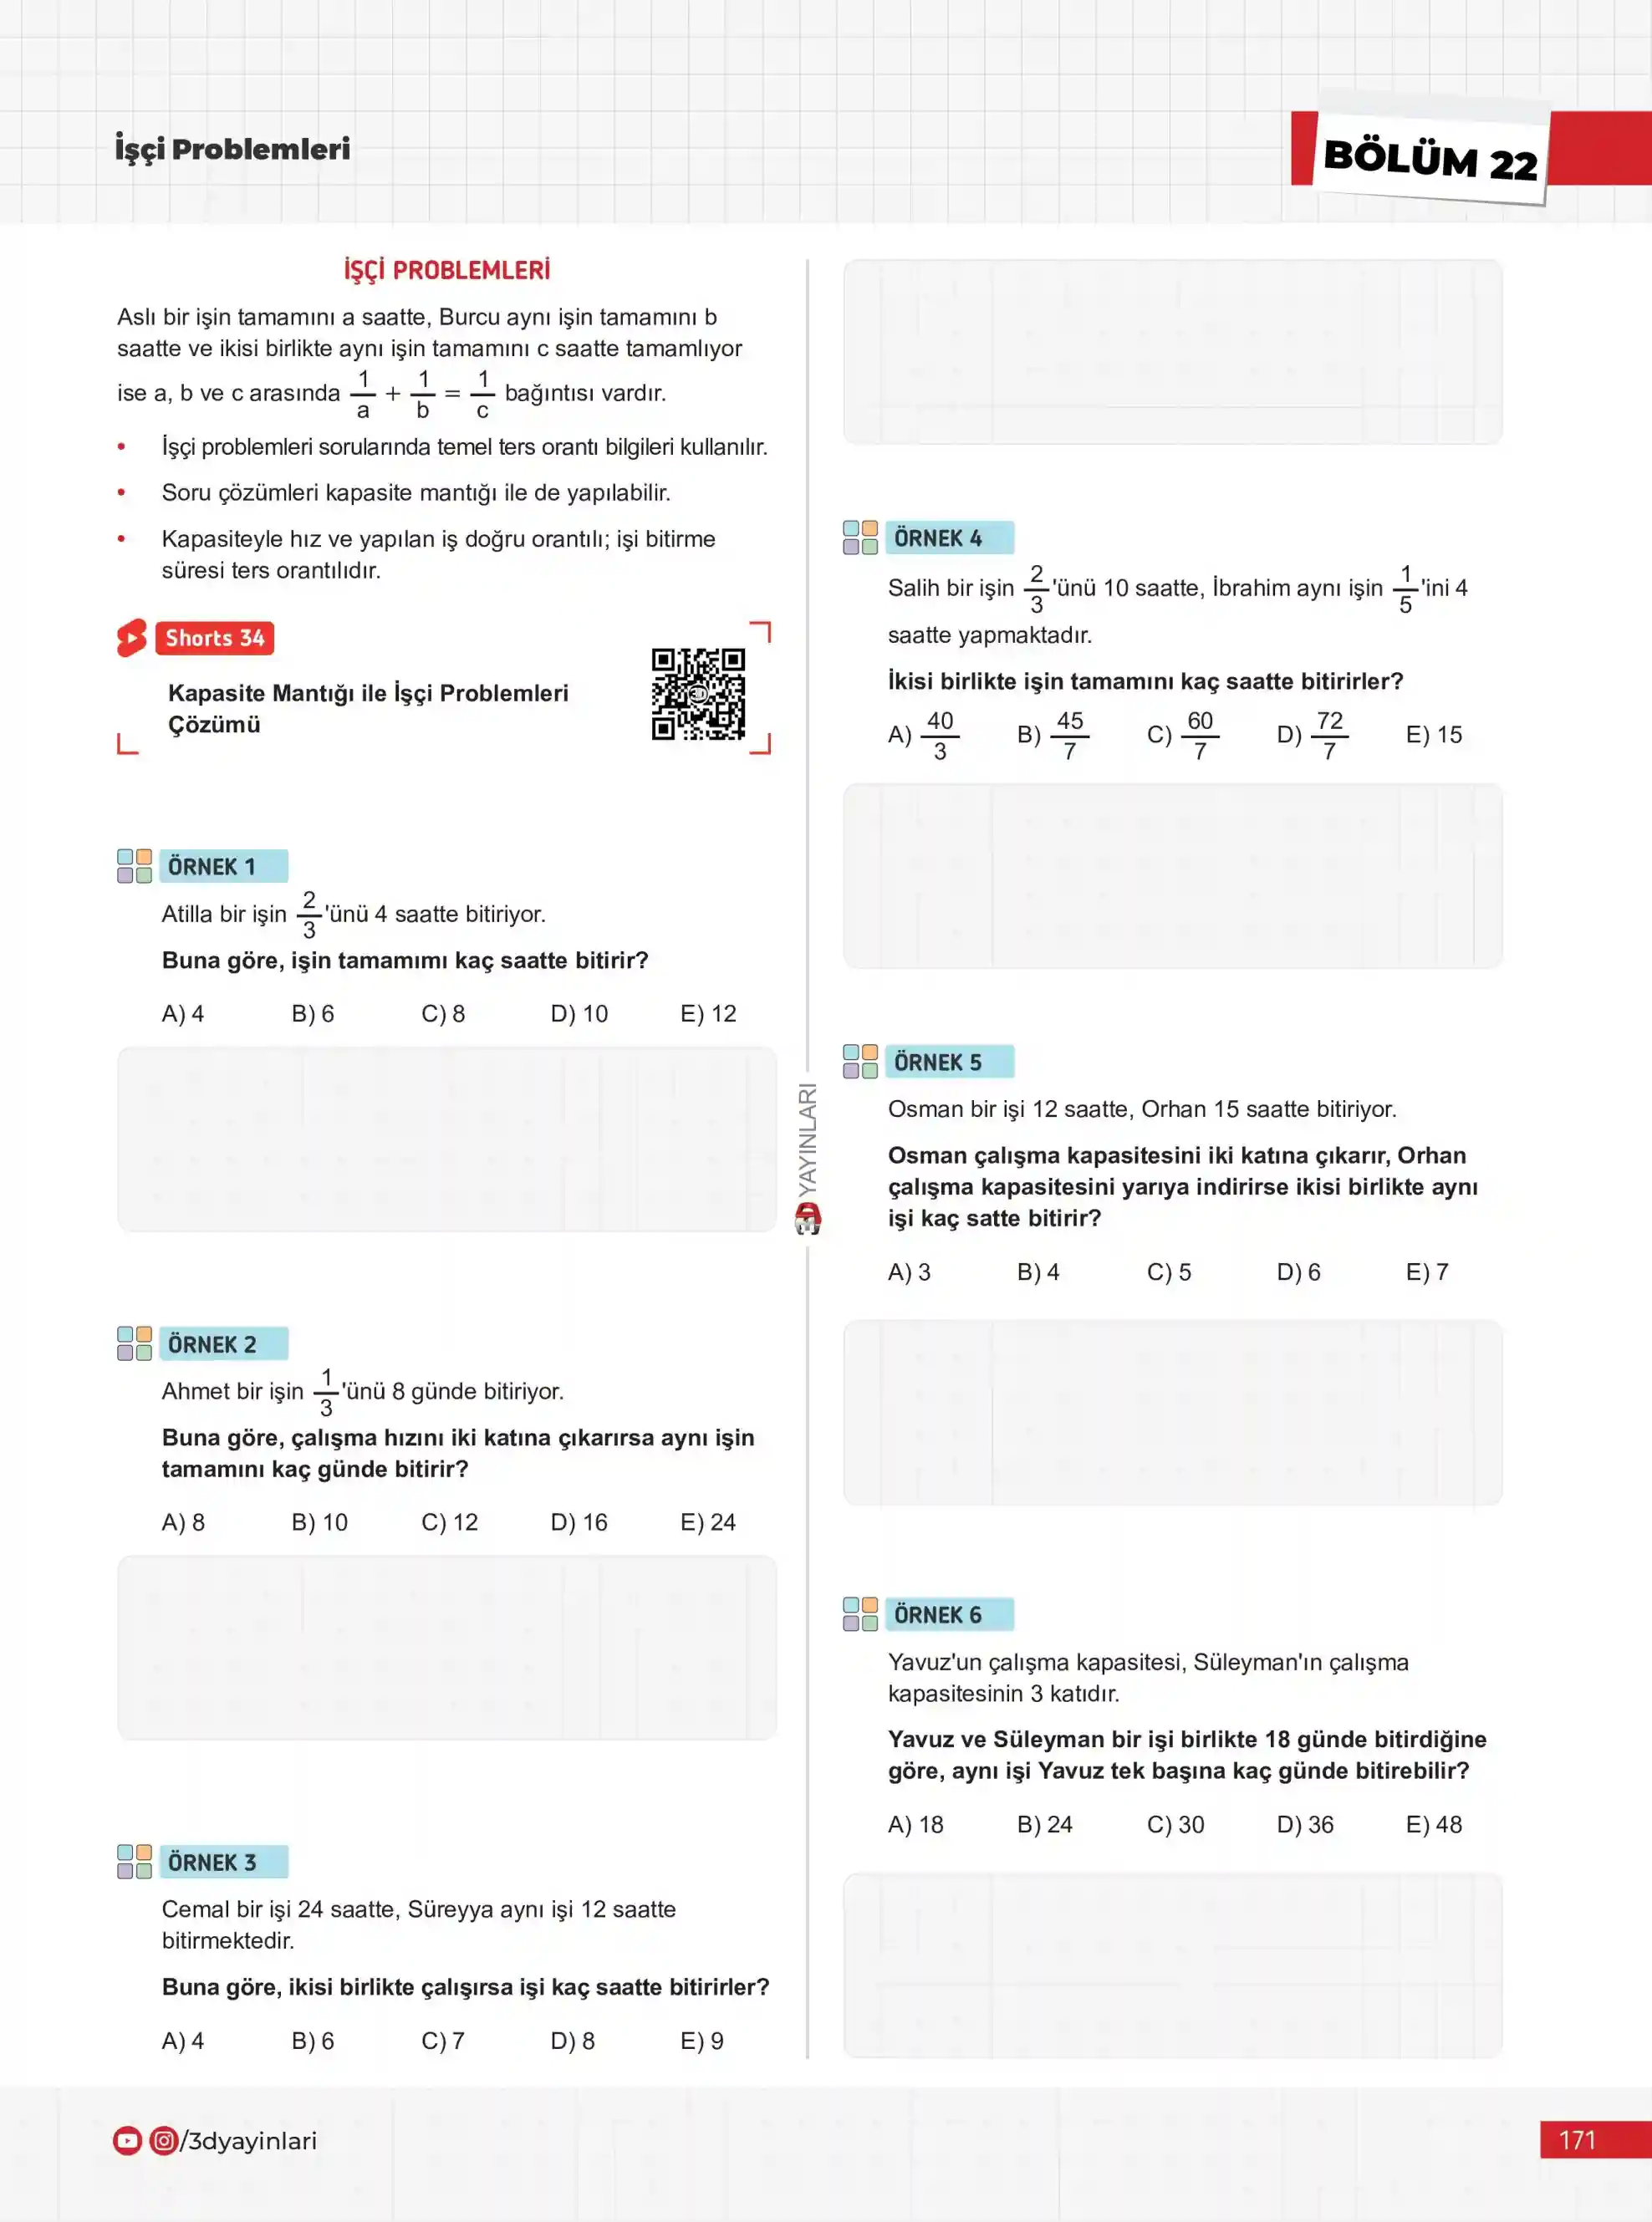 İşçi Problemleri
BÖLÜM 22
İŞÇİ PROBLEMLERİ
Aslı bir işin tamamını a saatte, Burcu aynı işin tamamını b
saatte ve ikisi birlikte aynı işin tamamını c saatte tamamlıyor
ise a, b ve c arasında 1/a + 1/b = 1/c bağıntısı vardır.
• İşçi problemleri sorularında temel ters orantı bilgileri kullanılır.
• Soru çözümleri kapasite mantığı ile de yapılabilir.
• Kapasiteyle hız ve yapılan iş doğru orantılı; işi bitirme
süresi ters orantılıdır.
Shorts 34
Kapasite Mantığı ile İşçi Problemleri
Çözümü
3D
ÖRNEK 1
Atilla bir işin 2/3'ünü 4 saatte bitiriyor.
Buna göre, işin tamamımı kaç saatte bitirir?
A) 4 B) 6 C) 8 D) 10 E) 12
ÖRNEK 2
Ahmet bir işin 1/3'ünü 8 günde bitiriyor.
Buna göre, çalışma hızını iki katına çıkarırsa aynı işin
tamamını kaç günde bitirir?
A) 8 B) 10 C) 12 D) 16 E) 24
ÖRNEK 3
Cemal bir işi 24 saatte, Süreyya aynı işi 12 saatte
bitirmektedir.
Buna göre, ikisi birlikte çalışırsa işi kaç saatte bitirirler?
A) 4 B) 6 C) 7 D) 8 E) 9
YAYINLARI
ÖRNEK 4
Salih bir işin 2/3'ünü 10 saatte, İbrahim aynı işin 1/5'ini 4
saatte yapmaktadır.
İkisi birlikte işin tamamını kaç saatte bitirirler?
A) 40/3 B) 45/7 C) 60/7 D) 72/7 E) 15
ÖRNEK 5
Osman bir işi 12 saatte, Orhan 15 saatte bitiriyor.
Osman çalışma kapasitesini iki katına çıkarır, Orhan
çalışma kapasitesini yarıya indirirse ikisi birlikte aynı
işi kaç satte bitirir?
A) 3 B) 4 C) 5 D) 6 E) 7
ÖRNEK 6
Yavuz'un çalışma kapasitesi, Süleyman'ın çalışma
kapasitesinin 3 katıdır.
Yavuz ve Süleyman bir işi birlikte 18 günde bitirdiğine
göre, aynı işi Yavuz tek başına kaç günde bitirebilir?
A) 18 B) 24 C) 30 D) 36 E) 48
/3dyayinlari
171